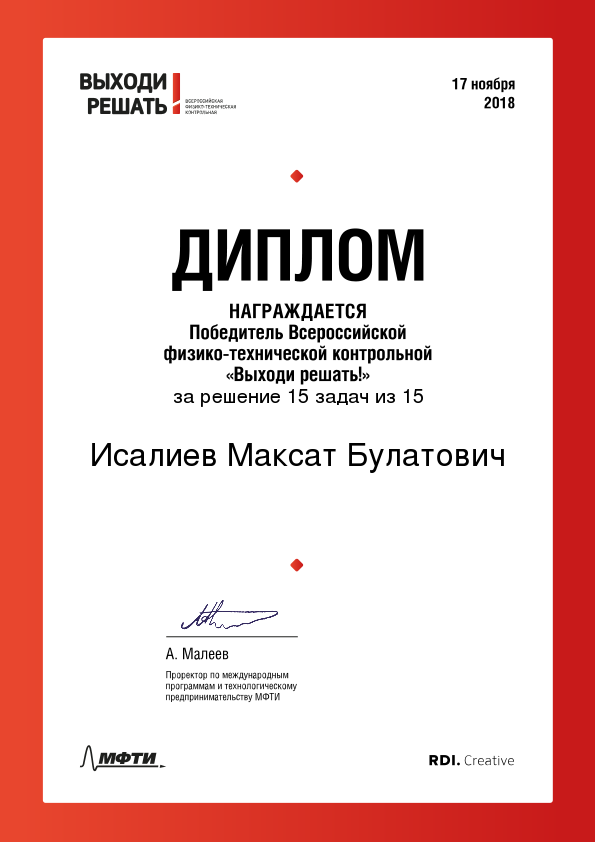 ВЫХОДИ
РЕШАТЬ!
ВСЕРОССИЙСКАЯ
ФИЗИКО-ТЕХНИЧЕСКАЯ
КОНТРОЛЬНАЯ
17 ноября
2018
ДИПЛОМ
НАГРАЖДАЕТСЯ
Победитель Всероссийской
физико-технической контрольной
«Выходи решать!»
за решение 15 задач из 15
Исалиев Максат Булатович
А. Малеев
Проректор по международным
программам и технологическому
предпринимательству МФТИ
МФТИ
RDI. Creative